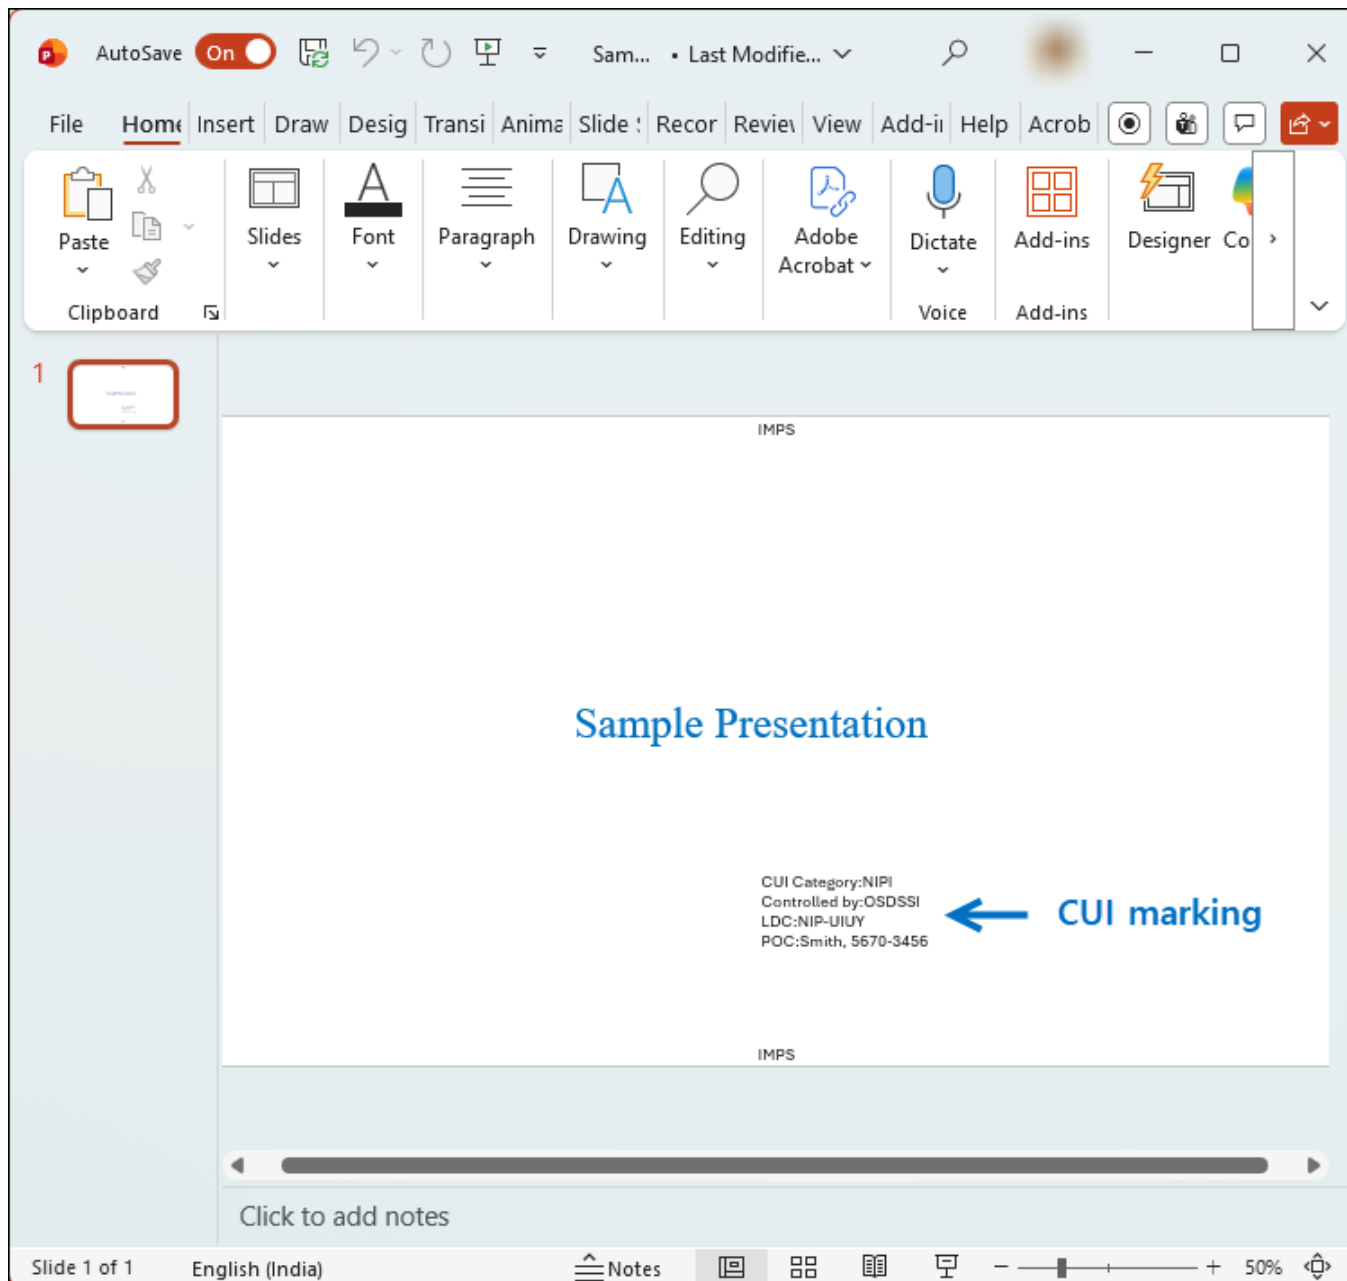 AutoSave On Sam... • Last Modifie...
File Home Insert Draw Desig Transi Anima Slide Recor Review View Add-in Help Acrob
Paste
Clipboard
Slides
Font
Paragraph
Drawing
Editing
Adobe
Acrobat
Dictate
Voice
Add-ins
Add-ins
Designer Co
1
IMPS
Sample Presentation
CUI Category:NIPI
Controlled by:OSDSSI
LDC:NIP-UIUY
POC:Smith, 5670-3456
CUI marking
IMPS
Click to add notes
Slide 1 of 1 English (India) Notes 50%